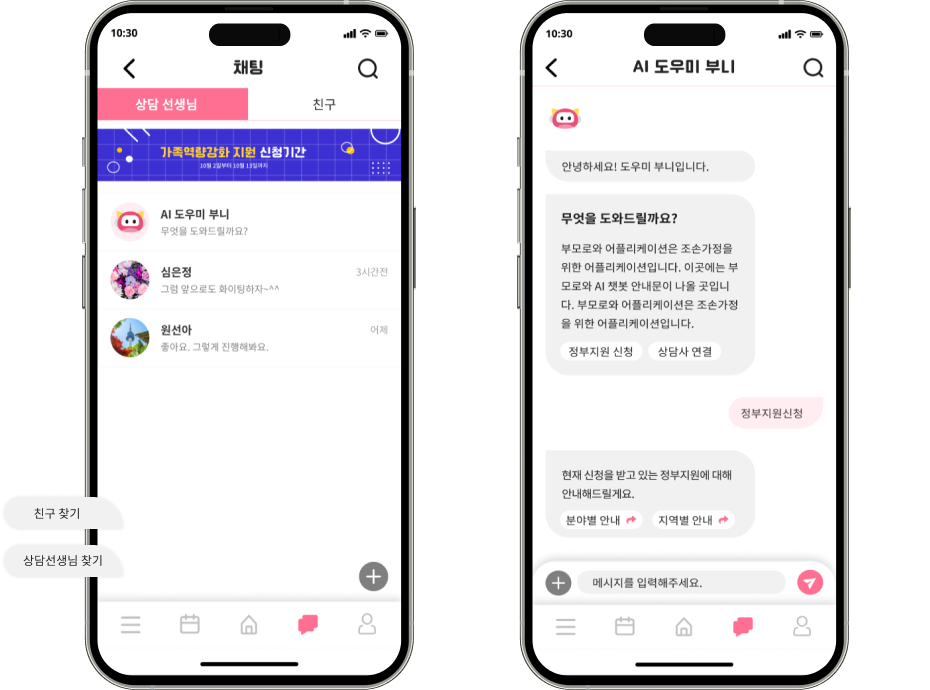 10:30
채팅
상담 선생님
친구
가족역량강화 지원 신청기간
10월 2일부터 10월 13일까지
AI 도우미 부니
무엇을 도와드릴까요?
심은정
3시간전
그럼 앞으로도 화이팅하자~^^
원선아
어제
좋아요. 그렇게 진행해봐요.
친구 찾기
상담선생님 찾기
10:30
AI 도우미 부니
안녕하세요! 도우미 부니입니다.
무엇을 도와드릴까요?
부모로와 어플리케이션은 조손가정을
위한 어플리케이션입니다. 이곳에는 부
모로와 AI 챗봇 안내문이 나올 곳입니
다. 부모로와 어플리케이션은 조손가정
을 위한 어플리케이션입니다.
정부지원 신청
상담사 연결
정부지원신청
현재 신청을 받고 있는 정부지원에 대해
안내해드릴게요.
분야별 안내
지역별 안내
메시지를 입력해주세요.